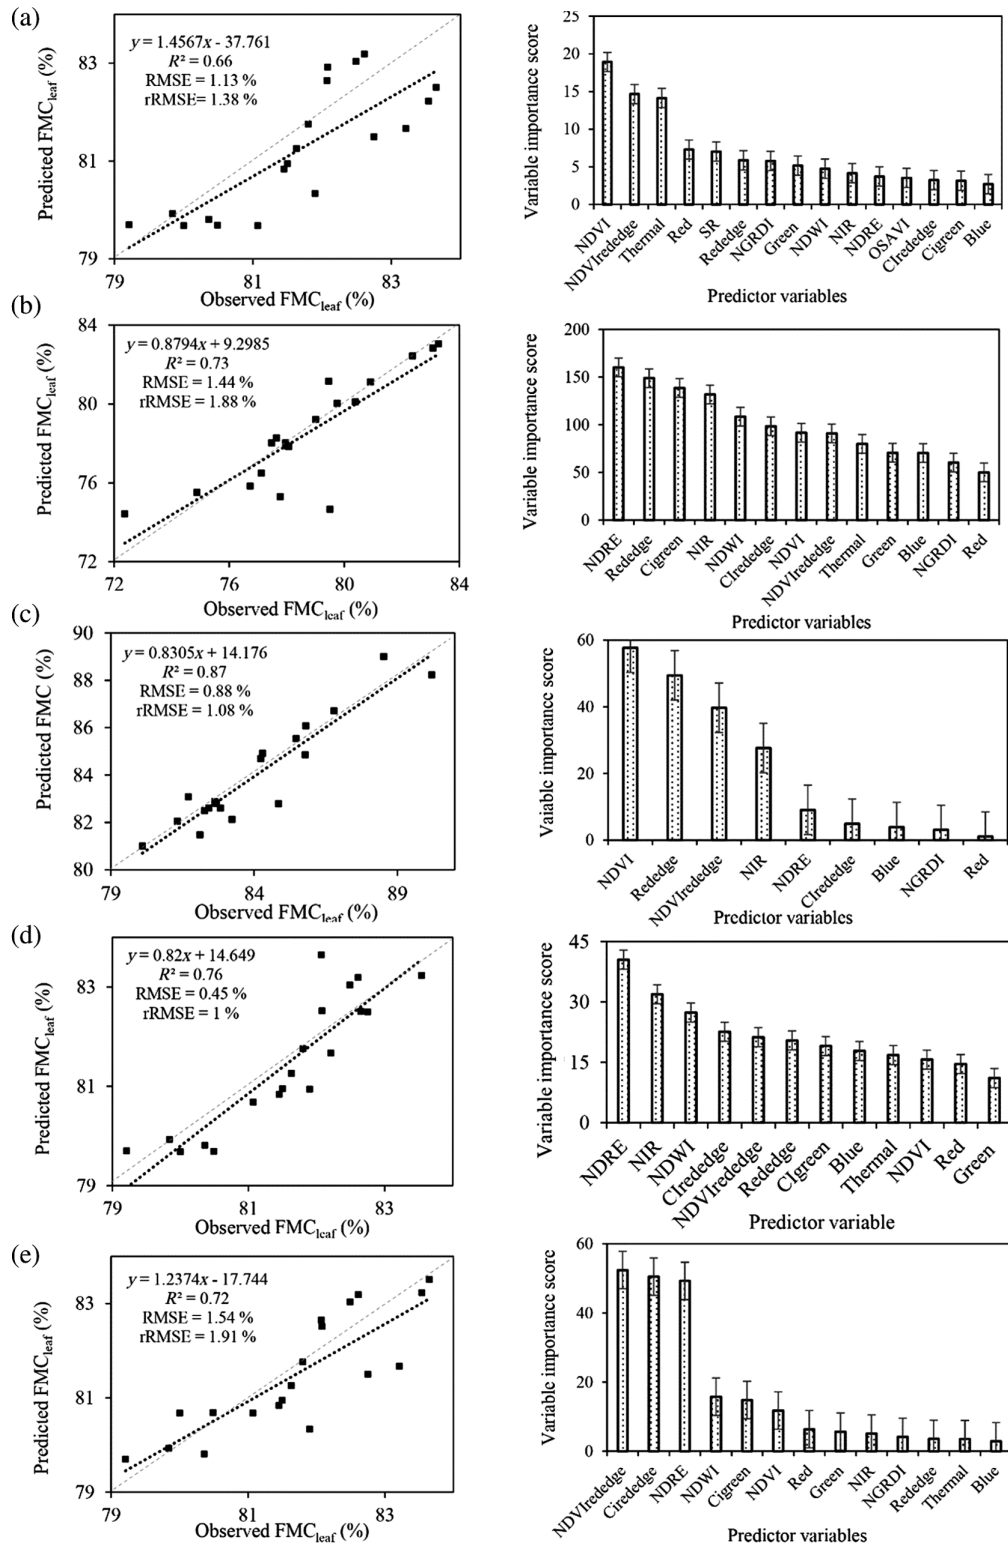 (a)
y = 1.4567x - 37.761
R² = 0.66
RMSE = 1.13 %
rRMSE= 1.38 %
Predicted FMCleaf (%)
83
81
79
79
81
83
Observed FMCleaf (%)
Variable importance score
25
20
15
10
5
0
NDVI
NDVIrededge
Thermal
Red
SR
Rededge
NGRDI
Green
NDWI
NIR
NDRE
OSAVI
CIrededge
Cigreen
Blue
Predictor variables
(b)
y = 0.8794x + 9.2985
R² = 0.73
RMSE = 1.44 %
rRMSE = 1.88 %
Predicted FMCleaf (%)
84
80
76
72
72
76
80
84
Observed FMCleaf (%)
Variable importance score
200
150
100
50
0
NDRE
Rededge
Cigreen
NIR
NDWI
CIrededge
NDVI
NDVIrededge
Thermal
Green
Blue
NGRDI
Red
Predictor variables
(c)
y = 0.8305x + 14.176
R² = 0.87
RMSE = 0.88 %
rRMSE = 1.08 %
Predicted FMC (%)
90
88
86
84
82
80
79
84
89
Observed FMCleaf (%)
Vaiable importance score
60
40
20
0
NDVI
Rededge
NDVIrededge
NIR
NDRE
CIrededge
Blue
NGRDI
Red
Predictor variables
(d)
y = 0.82x + 14.649
R² = 0.76
RMSE = 0.45 %
rRMSE = 1 %
Predicted FMCleaf (%)
83
81
79
79
81
83
Observed FMCleaf (%)
Variable importance score
45
30
15
0
NDRE
NIR
NDWI
CIrededge
NDVIrededge
Rededge
CIgreen
Blue
Thermal
NDVI
Red
Green
Predictor variable
(e)
y = 1.2374x - 17.744
R² = 0.72
RMSE = 1.54 %
rRMSE = 1.91 %
Predicted FMCleaf (%)
83
81
79
79
81
83
Observed FMCleaf (%)
Variable importance score
60
40
20
0
NDVIrededge
Cirededge
NDRE
NDWI
Cigreen
NDVI
Red
Green
NIR
NGRDI
Rededge
Thermal
Blue
Predictor variables